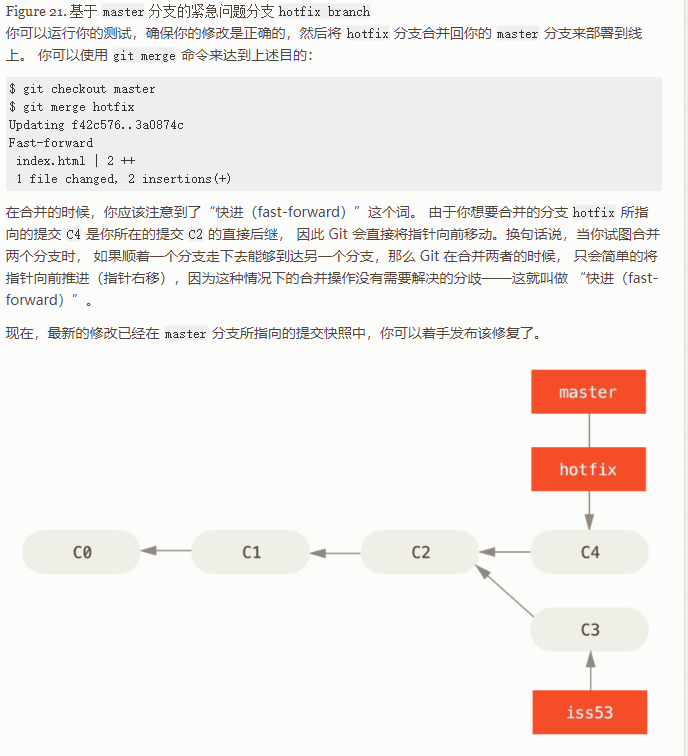 Figure 21. 基于 master 分支的紧急问题分支 hotfix branch
你可以运行你的测试，确保你的修改是正确的，然后将 hotfix 分支合并回你的 master 分支来部署到线
上。 你可以使用 git merge 命令来达到上述目的：
$ git checkout master
$ git merge hotfix
Updating f42c576..3a0874c
Fast-forward
 index.html | 2 ++
 1 file changed, 2 insertions(+)
在合并的时候，你应该注意到了“快进（fast-forward）”这个词。 由于你想要合并的分支 hotfix 所指
向的提交 C4 是你所在的提交 C2 的直接后继， 因此 Git 会直接将指针向前移动。换句话说，当你试图合并
两个分支时， 如果顺着一个分支走下去能够到达另一个分支，那么 Git 在合并两者的时候， 只会简单的将
指针向前推进（指针右移），因为这种情况下的合并操作没有需要解决的分歧——这就叫做 “快进（fast-
forward）”。
现在，最新的修改已经在 master 分支所指向的提交快照中，你可以着手发布该修复了。
master
hotfix
C0
C1
C2
C4
C3
iss53